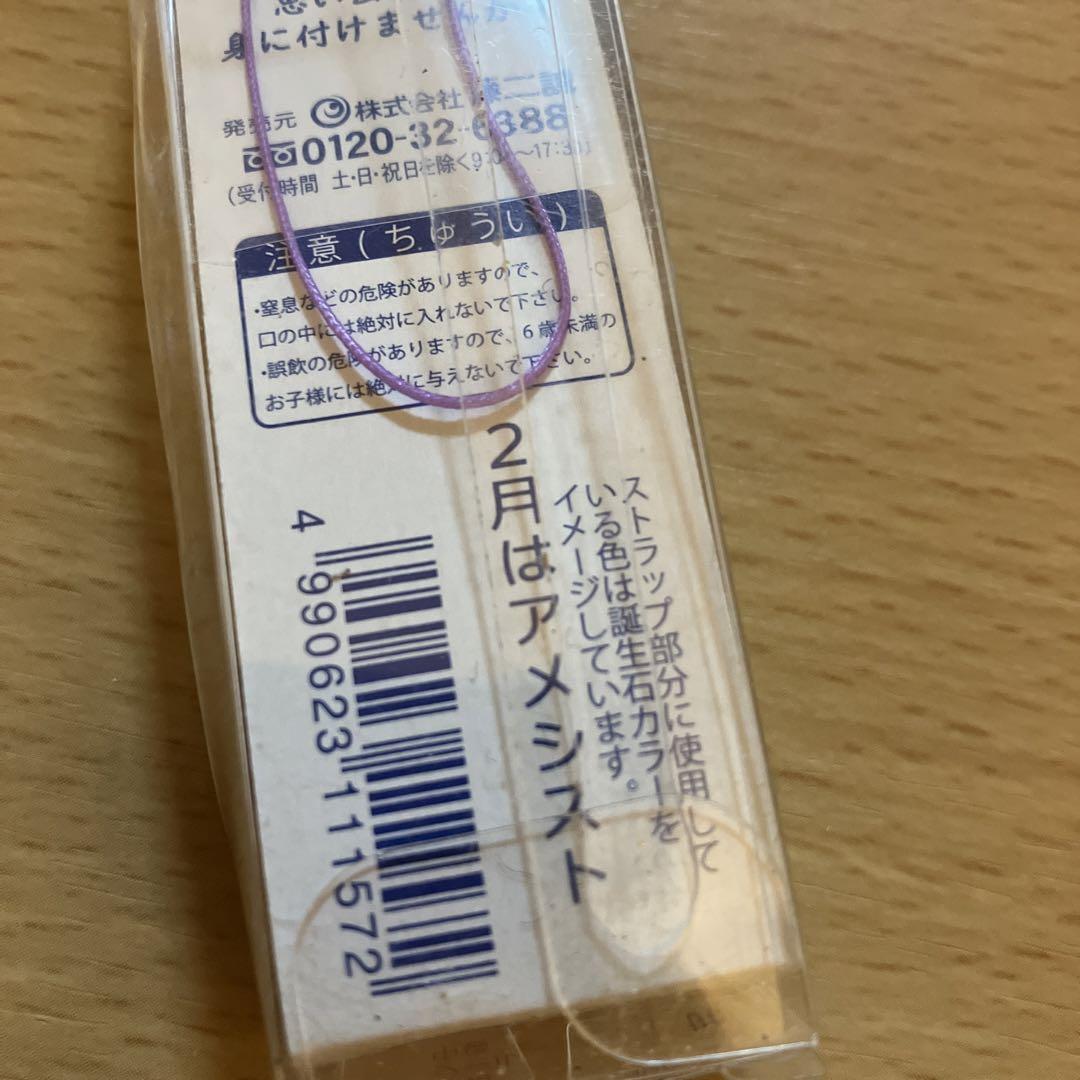 身に付けません
発売元 株式会社
0120-32-6388
(受付時間 土・日・祝日を除く9:00〜17:30)
注意(ちゅうい)
・窒息などの危険がありますので、
口の中には絶対に入れないで下さい。
・誤飲の危険がありますので、6歳未満の
お子様には絶対に与えないで下さい。
ストラップ部分に使用して
いる色は誕生石カラーを
イメージしています。
2月はアメシスト
4 990623 111572